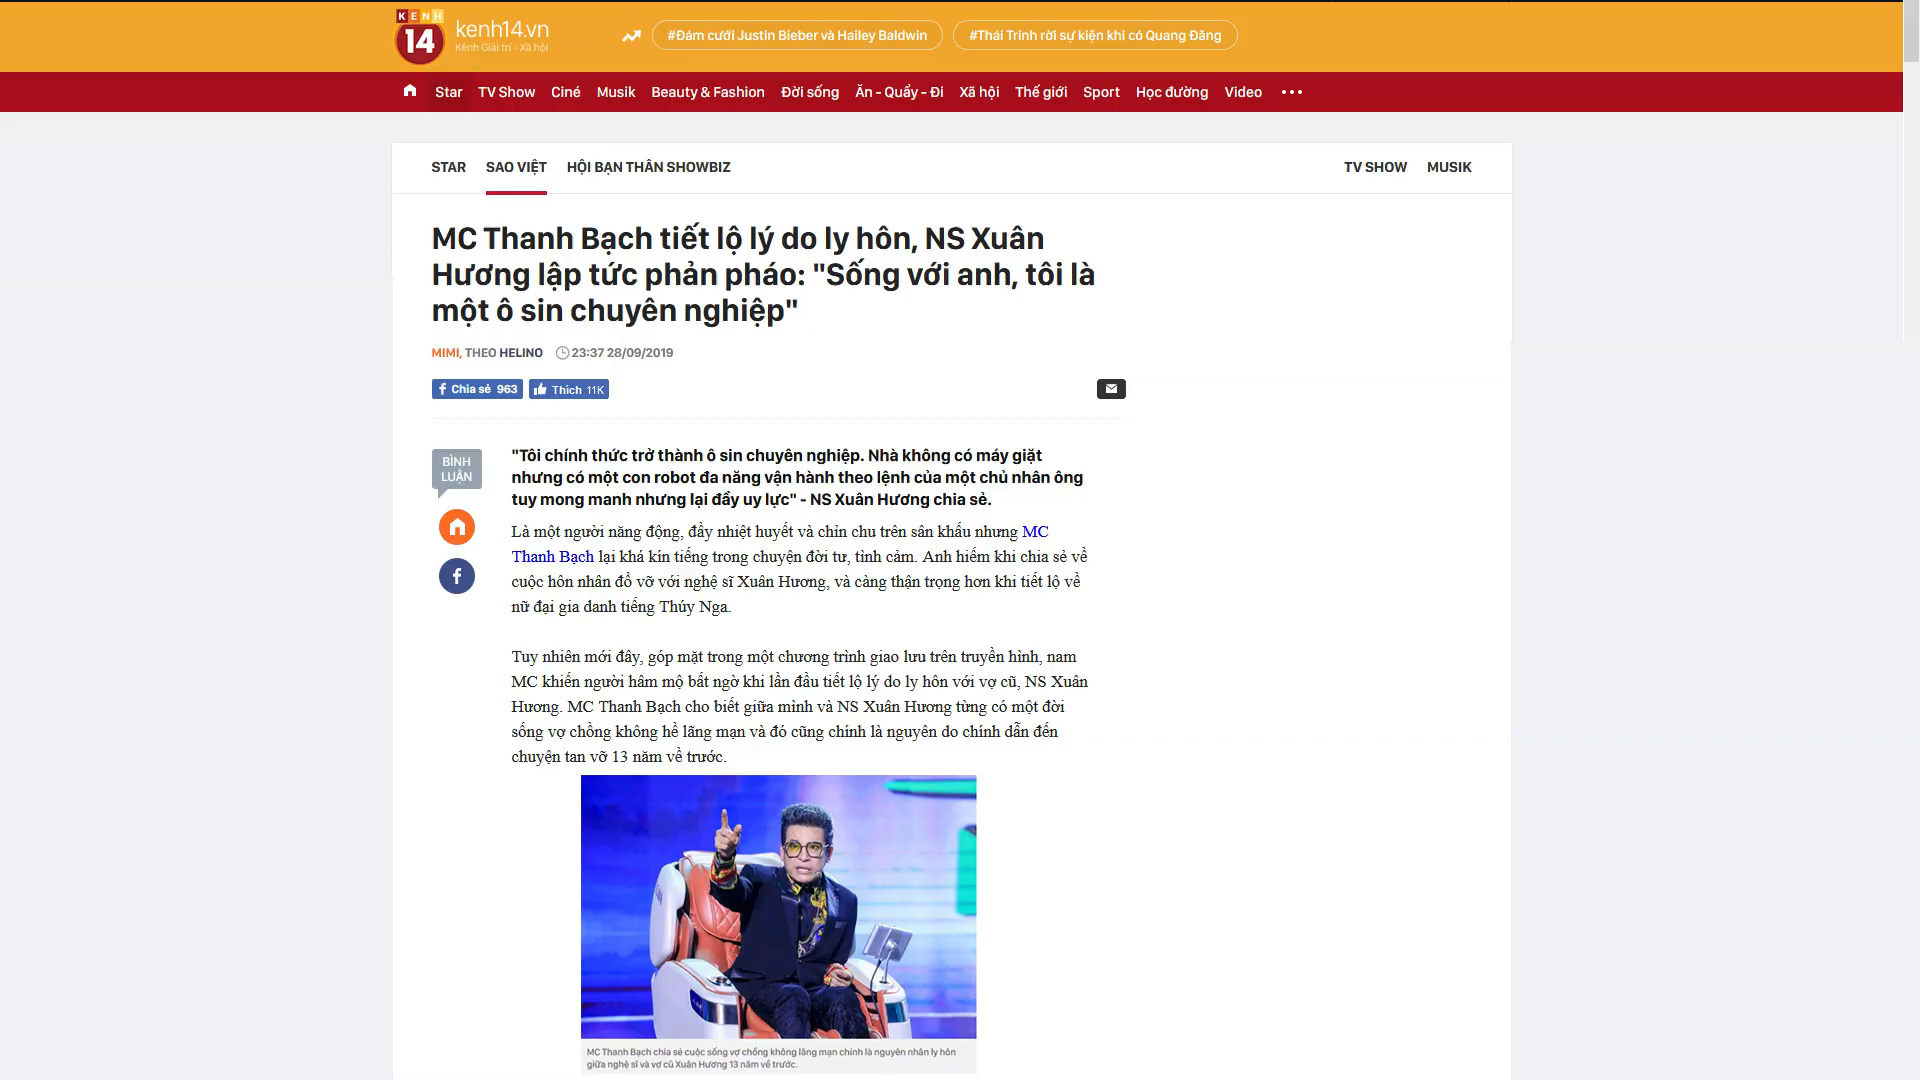 KENH
14
kenh14.vn
Kênh Giải trí - Xã hội
#Đám cưới Justin Bieber và Hailey Baldwin
#Thái Trinh rời sự kiện khi có Quang Đăng
Star TV Show Ciné Musik Beauty & Fashion Đời sống Ăn - Quẩy - Đi Xã hội Thế giới Sport Học đường Video
STAR SAO VIỆT HỘI BẠN THÂN SHOWBIZ TV SHOW MUSIK
MC Thanh Bạch tiết lộ lý do ly hôn, NS Xuân
Hương lập tức phản pháo: "Sống với anh, tôi là
một ô sin chuyên nghiệp"
MIMI, THEO HELINO 23:37 28/09/2019
Chia sẻ 963 Thích 11K
BÌNH
LUẬN
"Tôi chính thức trở thành ô sin chuyên nghiệp. Nhà không có máy giặt
nhưng có một con robot đa năng vận hành theo lệnh của một chủ nhân ông
tuy mong manh nhưng lại đầy uy lực" - NS Xuân Hương chia sẻ.
Là một người năng động, đầy nhiệt huyết và chỉn chu trên sân khấu nhưng MC
Thanh Bạch lại khá kín tiếng trong chuyện đời tư, tình cảm. Anh hiếm khi chia sẻ về
cuộc hôn nhân đổ vỡ với nghệ sĩ Xuân Hương, và càng thận trọng hơn khi tiết lộ về
nữ đại gia danh tiếng Thúy Nga.
Tuy nhiên mới đây, góp mặt trong một chương trình giao lưu trên truyền hình, nam
MC khiến người hâm mộ bất ngờ khi lần đầu tiết lộ lý do ly hôn với vợ cũ, NS Xuân
Hương. MC Thanh Bạch cho biết giữa mình và NS Xuân Hương từng có một đời
sống vợ chồng không hề lãng mạn và đó cũng chính là nguyên do chính dẫn đến
chuyện tan vỡ 13 năm về trước.
MC Thanh Bạch chia sẻ cuộc sống vợ chồng không lãng mạn chính là nguyên nhân ly hôn
giữa nghệ sĩ và vợ cũ Xuân Hương 13 năm về trước.